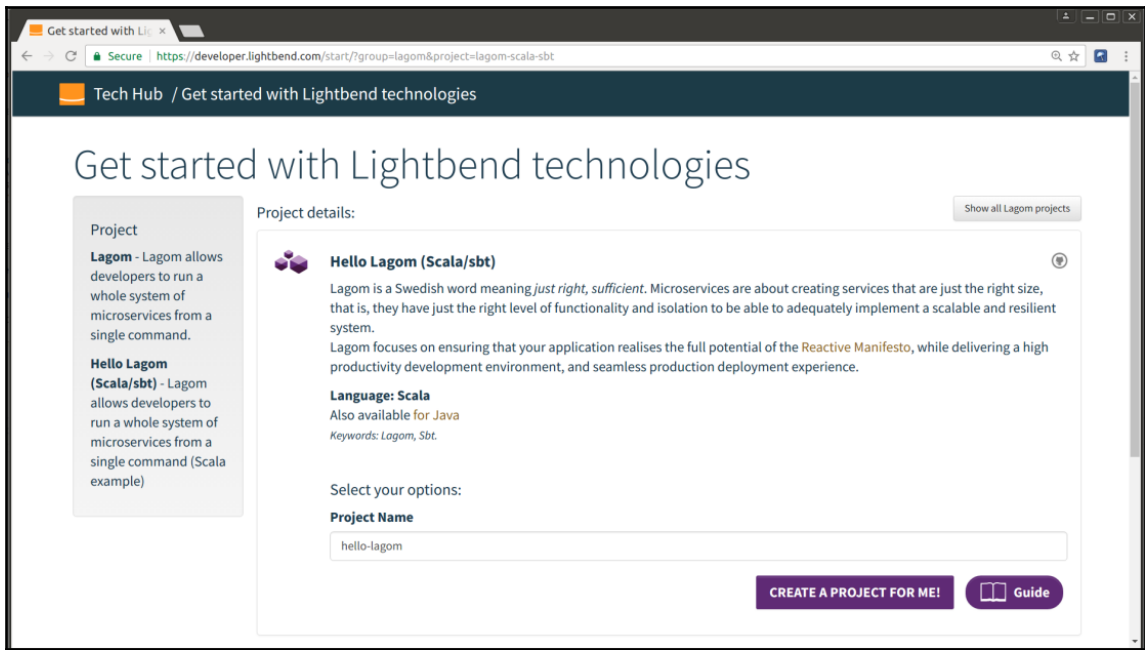 Get started with Lig
Secure
https://developer.lightbend.com/start/?group=lagom&project=lagom-scala-sbt
Tech Hub / Get started with Lightbend technologies
Get started with Lightbend technologies
Project
Lagom - Lagom allows
developers to run a
whole system of
microservices from a
single command.
Hello Lagom
(Scala/sbt) - Lagom
allows developers to
run a whole system of
microservices from a
single command (Scala
example)
Project details:
Show all Lagom projects
Hello Lagom (Scala/sbt)
Lagom is a Swedish word meaning just right, sufficient. Microservices are about creating services that are just the right size,
that is, they have just the right level of functionality and isolation to be able to adequately implement a scalable and resilient
system.
Lagom focuses on ensuring that your application realises the full potential of the Reactive Manifesto, while delivering a high
productivity development environment, and seamless production deployment experience.
Language: Scala
Also available for Java
Keywords: Lagom, Sbt.
Select your options:
Project Name
hello-lagom
CREATE A PROJECT FOR ME!
Guide